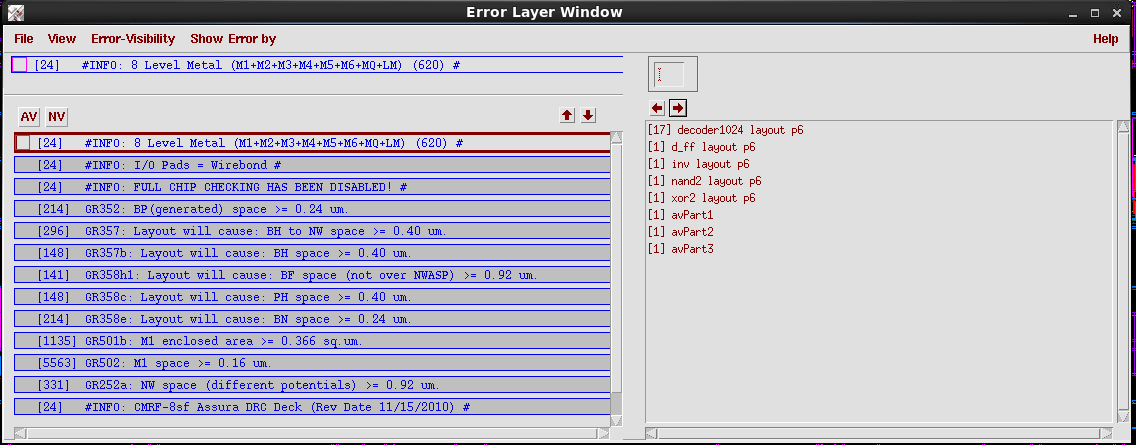 Error Layer Window
File View Error-Visibility Show Error by Help
[24] #INFO: 8 Level Metal (M1+M2+M3+M4+M5+M6+MQ+LM) (620) #
AV NV
[24] #INFO: 8 Level Metal (M1+M2+M3+M4+M5+M6+MQ+LM) (620) #
[24] #INFO: I/O Pads = Wirebond #
[24] #INFO: FULL CHIP CHECKING HAS BEEN DISABLED! #
[214] GR352: BP(generated) space >= 0.24 um.
[296] GR357: Layout will cause: BH to NW space >= 0.40 um.
[148] GR357b: Layout will cause: BH space >= 0.40 um.
[141] GR358h1: Layout will cause: BF space (not over NWASP) >= 0.92 um.
[148] GR358c: Layout will cause: PH space >= 0.40 um.
[214] GR358e: Layout will cause: BN space >= 0.24 um.
[1135] GR501b: M1 enclosed area >= 0.366 sq.um.
[5563] GR502: M1 space >= 0.16 um.
[331] GR252a: NW space (different potentials) >= 0.92 um.
[24] #INFO: CMRF-8sf Assura DRC Deck (Rev Date 11/15/2010) #
[17] decoder1024 layout p6
[1] d_ff layout p6
[1] inv layout p6
[1] nand2 layout p6
[1] xor2 layout p6
[1] avPart1
[1] avPart2
[1] avPart3